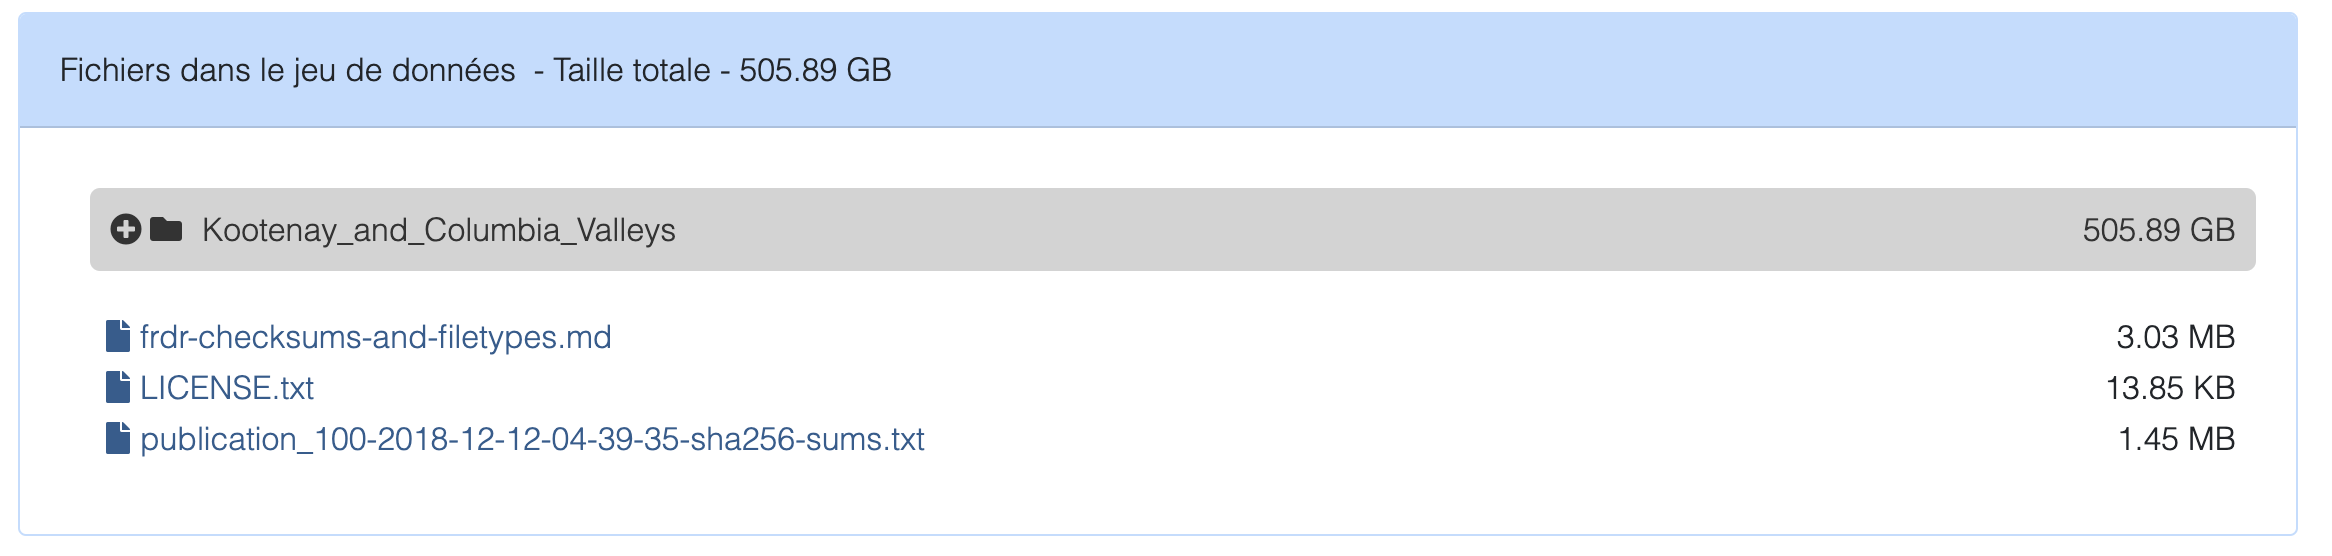 Fichiers dans le jeu de données - Taille totale - 505.89 GB
Kootenay_and_Columbia_Valleys 505.89 GB
frdr-checksums-and-filetypes.md 3.03 MB
LICENSE.txt 13.85 KB
publication_100-2018-12-12-04-39-35-sha256-sums.txt 1.45 MB